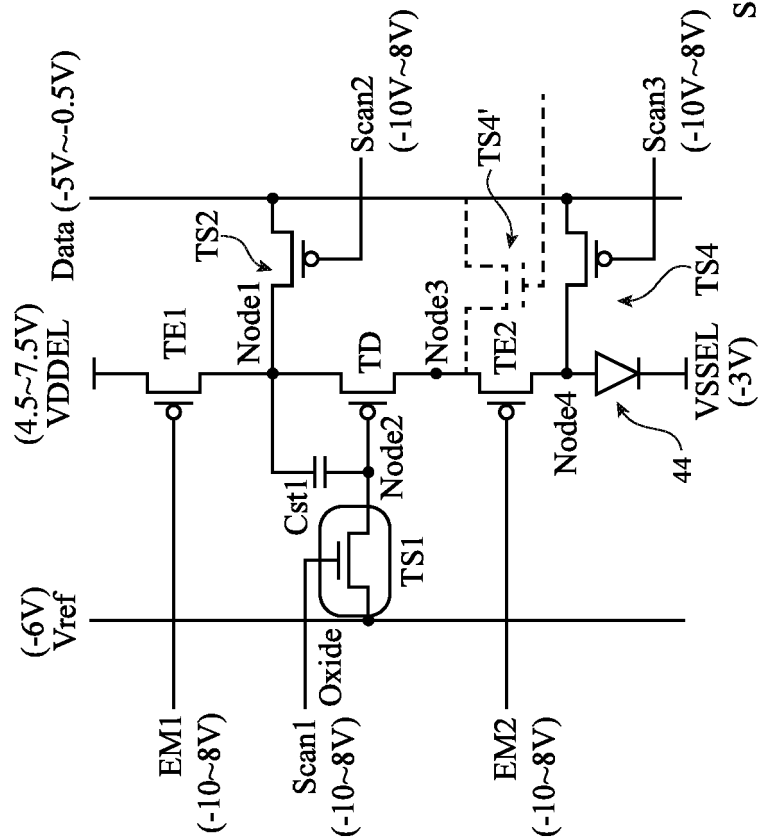 (-6V)
Vref
(4.5~7.5V)
VDDEL
Data (-5V~-0.5V)
EM1
(-10~8V)
TE1
TS2
Node1
Scan2
(-10V~8V)
Cst1
TD
Node2
Scan1
(-10~8V)
Oxide
TS1
Node3
TS4'
EM2
(-10~8V)
TE2
Node4
TS4
Scan3
(-10V~8V)
44
VSSEL
(-3V)
S